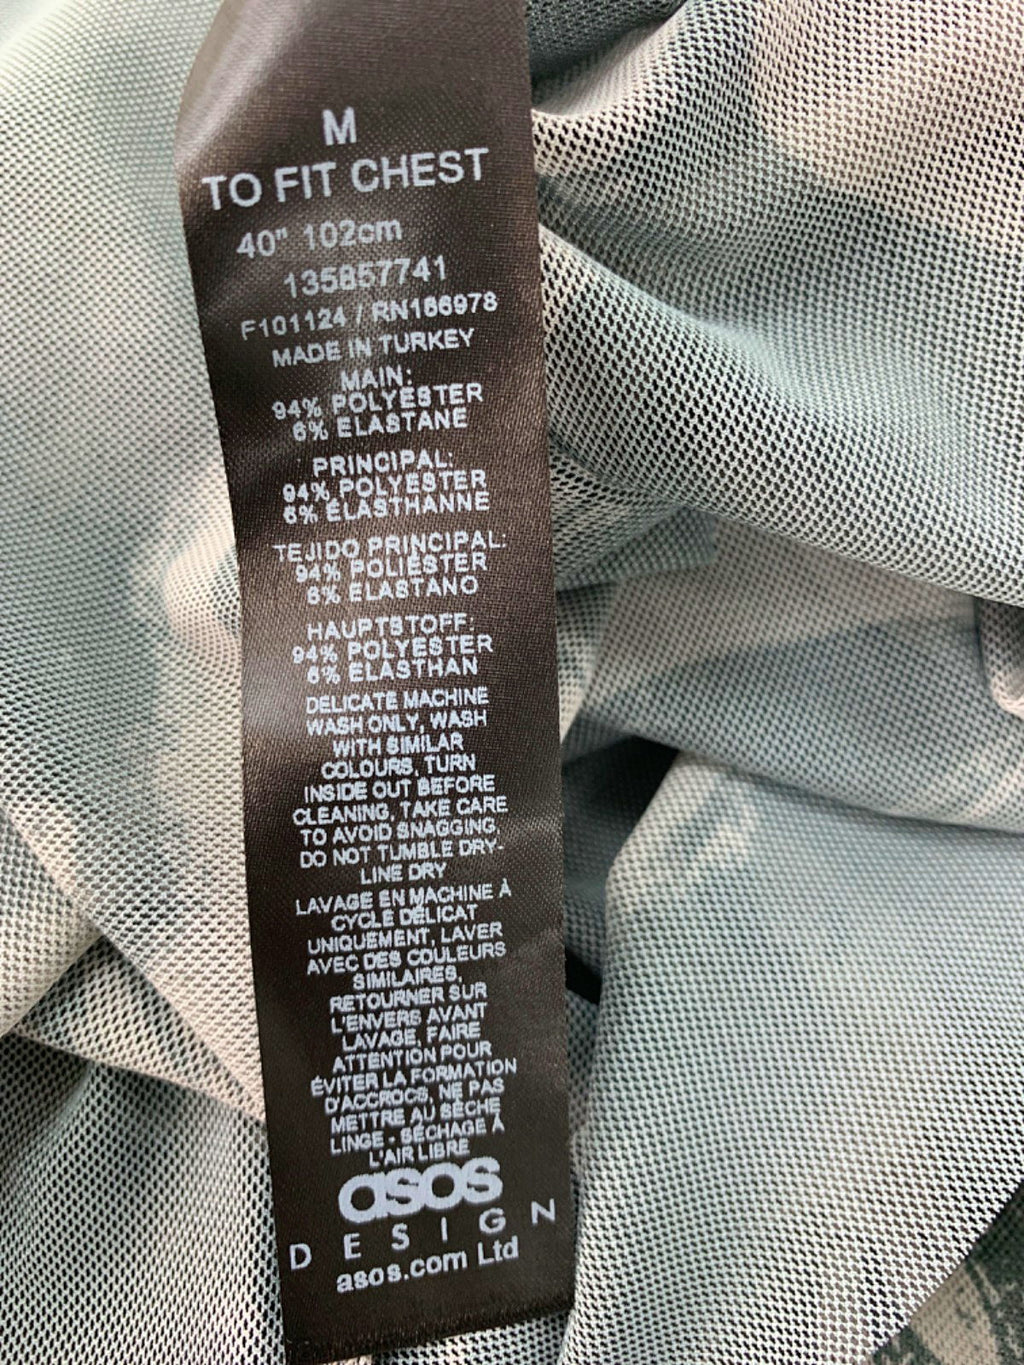 M
TO FIT CHEST
40" 102cm
135857741
F101124 / RN166978
MADE IN TURKEY
MAIN:
94% POLYESTER
6% ELASTANE
PRINCIPAL:
94% POLYESTER
6% ÉLASTHANNE
TEJIDO PRINCIPAL:
94% POLIÉSTER
6% ELASTANO
HAUPTSTOFF:
94% POLYESTER
6% ELASTHAN
DELICATE MACHINE
WASH ONLY, WASH
WITH SIMILAR
COLOURS, TURN
INSIDE OUT BEFORE
CLEANING, TAKE CARE
TO AVOID SNAGGING,
DO NOT TUMBLE DRY-
LINE DRY
LAVAGE EN MACHINE À
CYCLE DÉLICAT
UNIQUEMENT, LAVER
AVEC DES COULEURS
SIMILAIRES,
RETOURNER SUR
L'ENVERS AVANT
LAVAGE, FAIRE
ATTENTION POUR
ÉVITER LA FORMATION
D'ACCROCS, NE PAS
METTRE AU SÈCHE
LINGE - SÉCHAGE À
L'AIR LIBRE
asos
DESIGN
asos.com Ltd